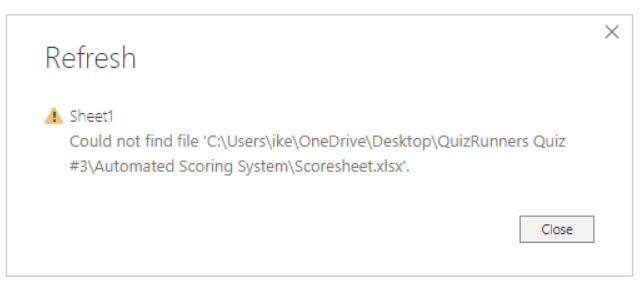 Refresh
Sheet1
Could not find file 'C:\Users\ike\OneDrive\Desktop\QuizRunners Quiz
#3\Automated Scoring System\Scoresheet.xlsx'.
Close